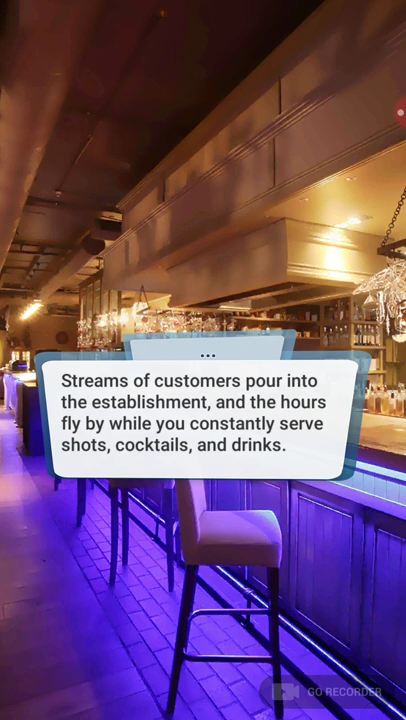 ...
Streams of customers pour into
the establishment, and the hours
fly by while you constantly serve
shots, cocktails, and drinks.
GO RECORDER